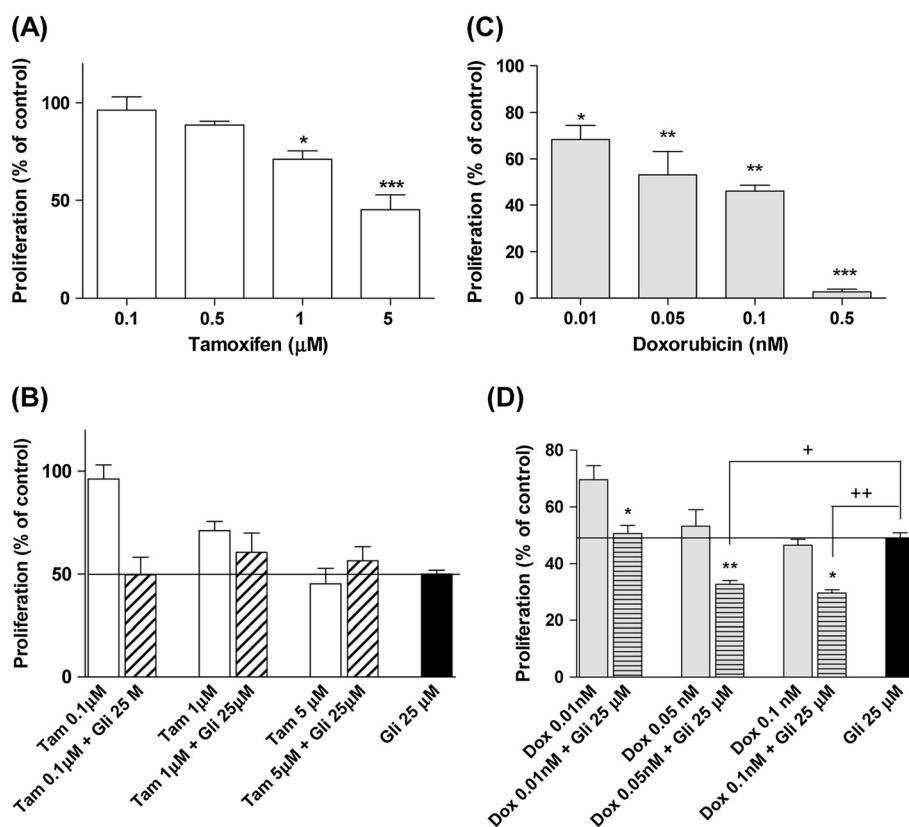 (A)
Proliferation (% of control)
100
50
0
*
***
0.1 0.5 1 5
Tamoxifen (μM)
(C)
Proliferation (% of control)
100
80
60
40
20
0
*
**
**
***
0.01 0.05 0.1 0.5
Doxorubicin (nM)
(B)
Proliferation (% of control)
100
50
0
Tam 0.1μM
Tam 0.1μM + Gli 25 M
Tam 1μM
Tam 1μM + Gli 25μM
Tam 5 μM
Tam 5μM + Gli 25μM
Gli 25 μM
(D)
Proliferation (% of control)
80
60
40
20
0
*
**
*
+
++
Dox 0.01nM
Dox 0.01nM + Gli 25 μM
Dox 0.05 nM
Dox 0.05nM + Gli 25 μM
Dox 0.1 nM
Dox 0.1nM + Gli 25 μM
Gli 25 μM